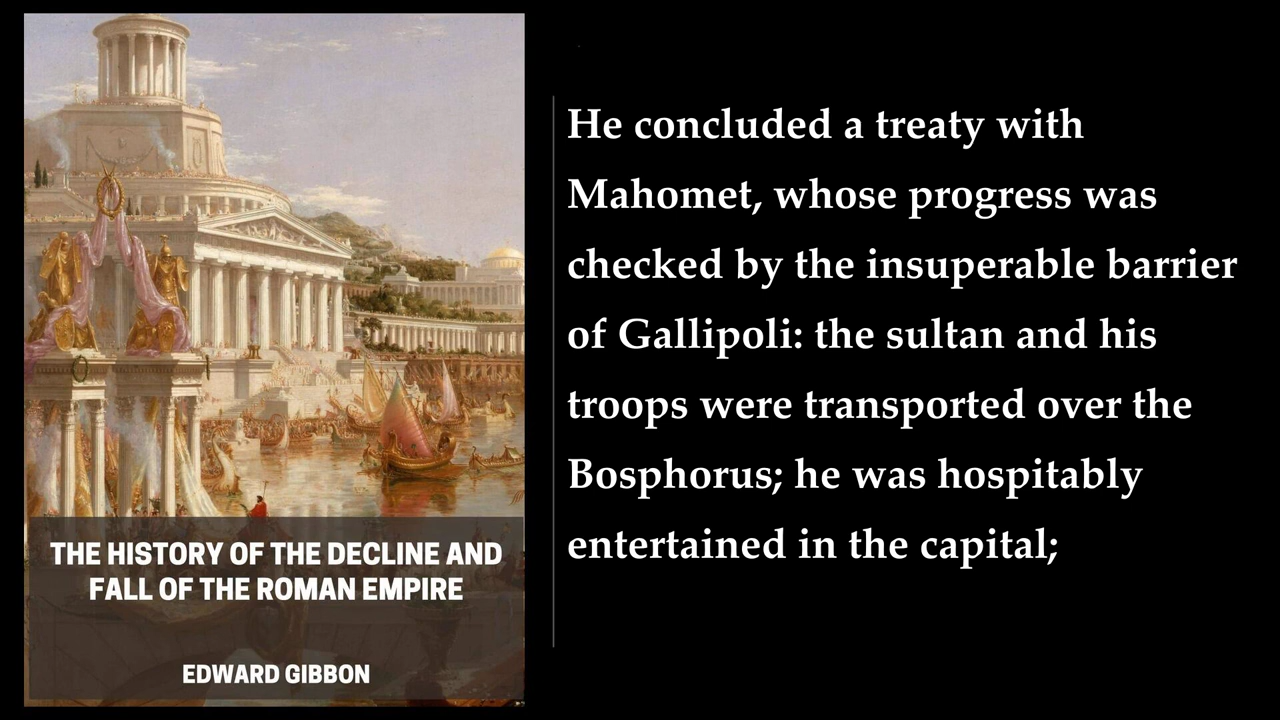 He concluded a treaty with
Mahomet, whose progress was
checked by the insuperable barrier
of Gallipoli: the sultan and his
troops were transported over the
Bosphorus; he was hospitably
entertained in the capital;
THE HISTORY OF THE DECLINE AND
FALL OF THE ROMAN EMPIRE
EDWARD GIBBON